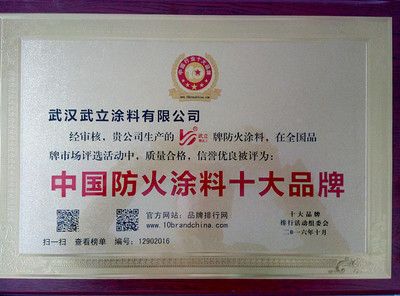 武汉武立涂料有限公司
经审核，贵公司生产的 武立 牌防火涂料，在全国品
牌市场评选活动中，质量合格，信誉优良被评为：
中国防火涂料十大品牌
官方网站：品牌排行网
www.10brandchina.com
扫一扫 查看榜单 编号：12902016
十大品牌
排行活动组委会
二〇一六年十月